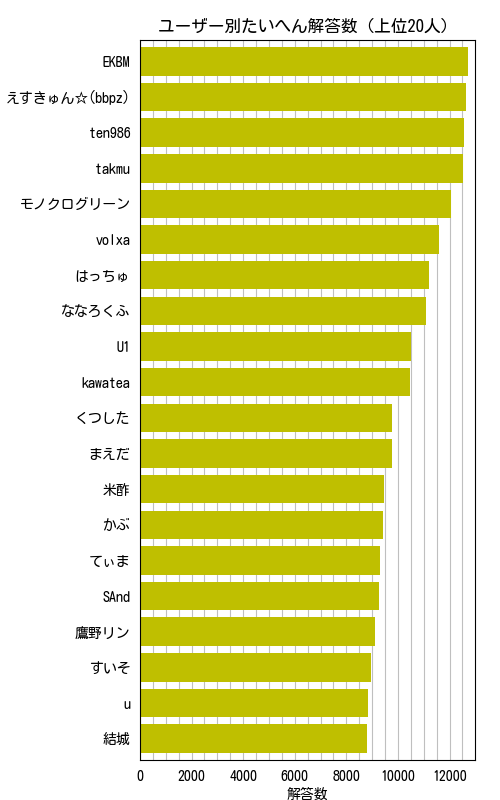 ユーザー別たいへん解答数 (上位20人)
EKBM
えすきゅん☆(bbpz)
ten986
takmu
モノクログリーン
volxa
はっちゅ
ななろくふ
U1
kawatea
くつした
まえだ
米酢
かぶ
てぃま
SAnd
鷹野リン
すいそ
u
結城
0 2000 4000 6000 8000 10000 12000
解答数